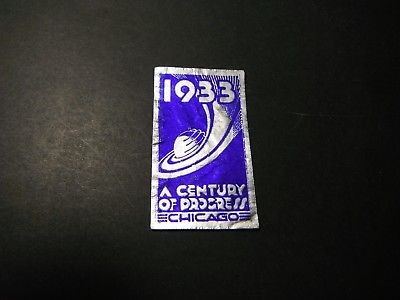 1933
A CENTURY
OF PROGRESS
CHICAGO